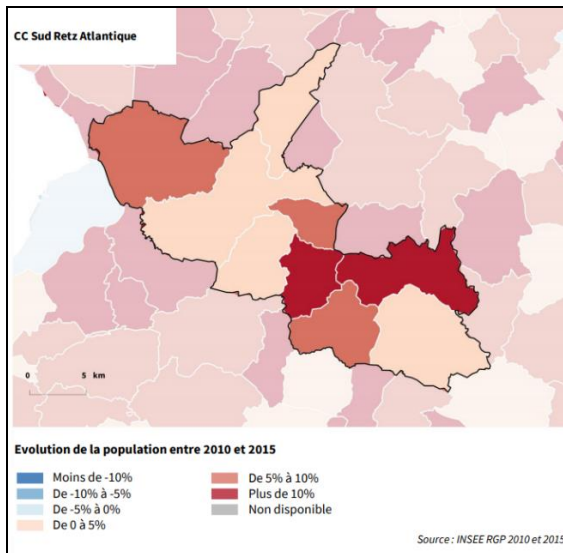 CC Sud Retz Atlantique
0 5 km
Evolution de la population entre 2010 et 2015
Moins de -10%
De -10% à -5%
De -5% à 0%
De 0 à 5%
De 5% à 10%
Plus de 10%
Non disponible
Source : INSEE RGP 2010 et 2015